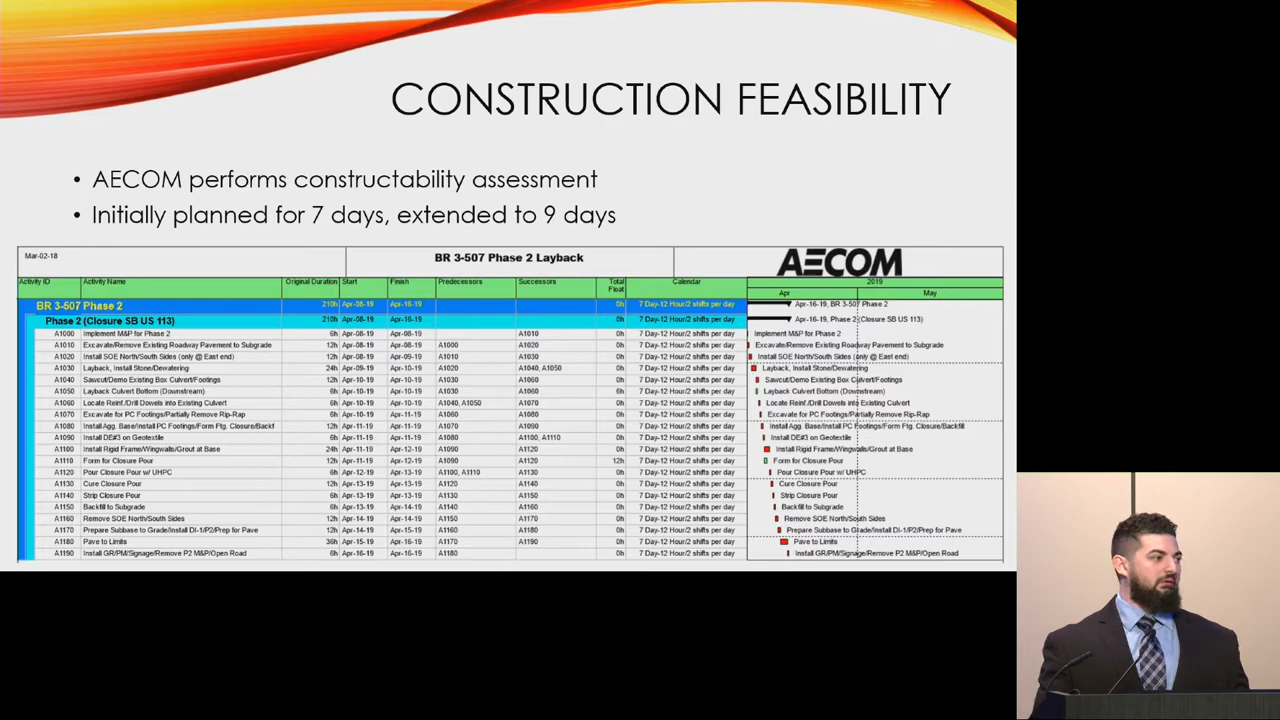 CONSTRUCTION FEASIBILITY
• AECOM performs constructability assessment
• Initially planned for 7 days, extended to 9 days
Mar-02-18 BR 3-507 Phase 2 Layback AECOM
Activity ID Activity Name Original Duration Start Finish Predecessors Successors Total Float Calendar 2019
Apr May
BR 3-507 Phase 2 210h Apr-08-19 Apr-16-19 0h 7 Day-12 Hour/2 shifts per day Apr-16-19, BR 3-507 Phase 2
Phase 2 (Closure SB US 113) 210h Apr-08-19 Apr-16-19 0h 7 Day-12 Hour/2 shifts per day Apr-16-19, Phase 2 (Closure SB US 113)
A1000 Implement M&P for Phase 2 6h Apr-08-19 Apr-08-19 A1010 0h 7 Day-12 Hour/2 shifts per day Implement M&P for Phase 2
A1010 Excavate/Remove Existing Roadway Pavement to Subgrade 12h Apr-08-19 Apr-08-19 A1000 A1020 0h 7 Day-12 Hour/2 shifts per day Excavate/Remove Existing Roadway Pavement to Subgrade
A1020 Install SOE North/South Sides (only @ East end) 12h Apr-08-19 Apr-09-19 A1010 A1030 0h 7 Day-12 Hour/2 shifts per day Install SOE North/South Sides (only @ East end)
A1030 Layback, Install Stone/Dewatering 24h Apr-09-19 Apr-10-19 A1020 A1040, A1050 0h 7 Day-12 Hour/2 shifts per day Layback, Install Stone/Dewatering
A1040 Sawcut/Demo Existing Box Culvert/Footings 12h Apr-10-19 Apr-10-19 A1030 A1060 0h 7 Day-12 Hour/2 shifts per day Sawcut/Demo Existing Box Culvert/Footings
A1050 Layback Culvert Bottom (Downstream) 6h Apr-10-19 Apr-10-19 A1030 A1060 6h 7 Day-12 Hour/2 shifts per day Layback Culvert Bottom (Downstream)
A1060 Locate Reinf./Drill Dowels into Existing Culvert 6h Apr-10-19 Apr-10-19 A1040, A1050 A1070 0h 7 Day-12 Hour/2 shifts per day Locate Reinf./Drill Dowels into Existing Culvert
A1070 Excavate for PC Footings/Partially Remove Rip-Rap 6h Apr-10-19 Apr-11-19 A1060 A1080 0h 7 Day-12 Hour/2 shifts per day Excavate for PC Footings/Partially Remove Rip-Rap
A1080 Install Agg. Base/Install PC Footings/Form Ftg. Closure/Backf 12h Apr-11-19 Apr-11-19 A1070 A1090 0h 7 Day-12 Hour/2 shifts per day Install Agg. Base/Install PC Footings/Form Ftg. Closure/Backfill
A1090 Install DE#3 on Geotextile 6h Apr-11-19 Apr-11-19 A1080 A1100, A1110 0h 7 Day-12 Hour/2 shifts per day Install DE#3 on Geotextile
A1100 Install Rigid Frame/Wingwalls/Grout at Base 24h Apr-11-19 Apr-12-19 A1090 A1120 0h 7 Day-12 Hour/2 shifts per day Install Rigid Frame/Wingwalls/Grout at Base
A1110 Form for Closure Pour 12h Apr-11-19 Apr-12-19 A1090 A1120 12h 7 Day-12 Hour/2 shifts per day Form for Closure Pour
A1120 Pour Closure Pour w/ UHPC 6h Apr-12-19 Apr-13-19 A1100, A1110 A1130 0h 7 Day-12 Hour/2 shifts per day Pour Closure Pour w/ UHPC
A1130 Cure Closure Pour 12h Apr-13-19 Apr-13-19 A1120 A1140 0h 7 Day-12 Hour/2 shifts per day Cure Closure Pour
A1140 Strip Closure Pour 6h Apr-13-19 Apr-13-19 A1130 A1150 0h 7 Day-12 Hour/2 shifts per day Strip Closure Pour
A1150 Backfill to Subgrade 12h Apr-13-19 Apr-14-19 A1140 A1160 0h 7 Day-12 Hour/2 shifts per day Backfill to Subgrade
A1160 Remove SOE North/South Sides 12h Apr-14-19 Apr-14-19 A1150 A1170 0h 7 Day-12 Hour/2 shifts per day Remove SOE North/South Sides
A1170 Prepare Subbase to Grade/Install DI-1/P2/Prep for Pave 12h Apr-14-19 Apr-15-19 A1160 A1180 0h 7 Day-12 Hour/2 shifts per day Prepare Subbase to Grade/Install DI-1/P2/Prep for Pave
A1180 Pave to Limits 36h Apr-15-19 Apr-16-19 A1170 A1190 0h 7 Day-12 Hour/2 shifts per day Pave to Limits
A1190 Install GR/PM/Signage/Remove P2 M&P/Open Road 6h Apr-16-19 Apr-16-19 A1180 0h 7 Day-12 Hour/2 shifts per day Install GR/PM/Signage/Remove P2 M&P/Open Road